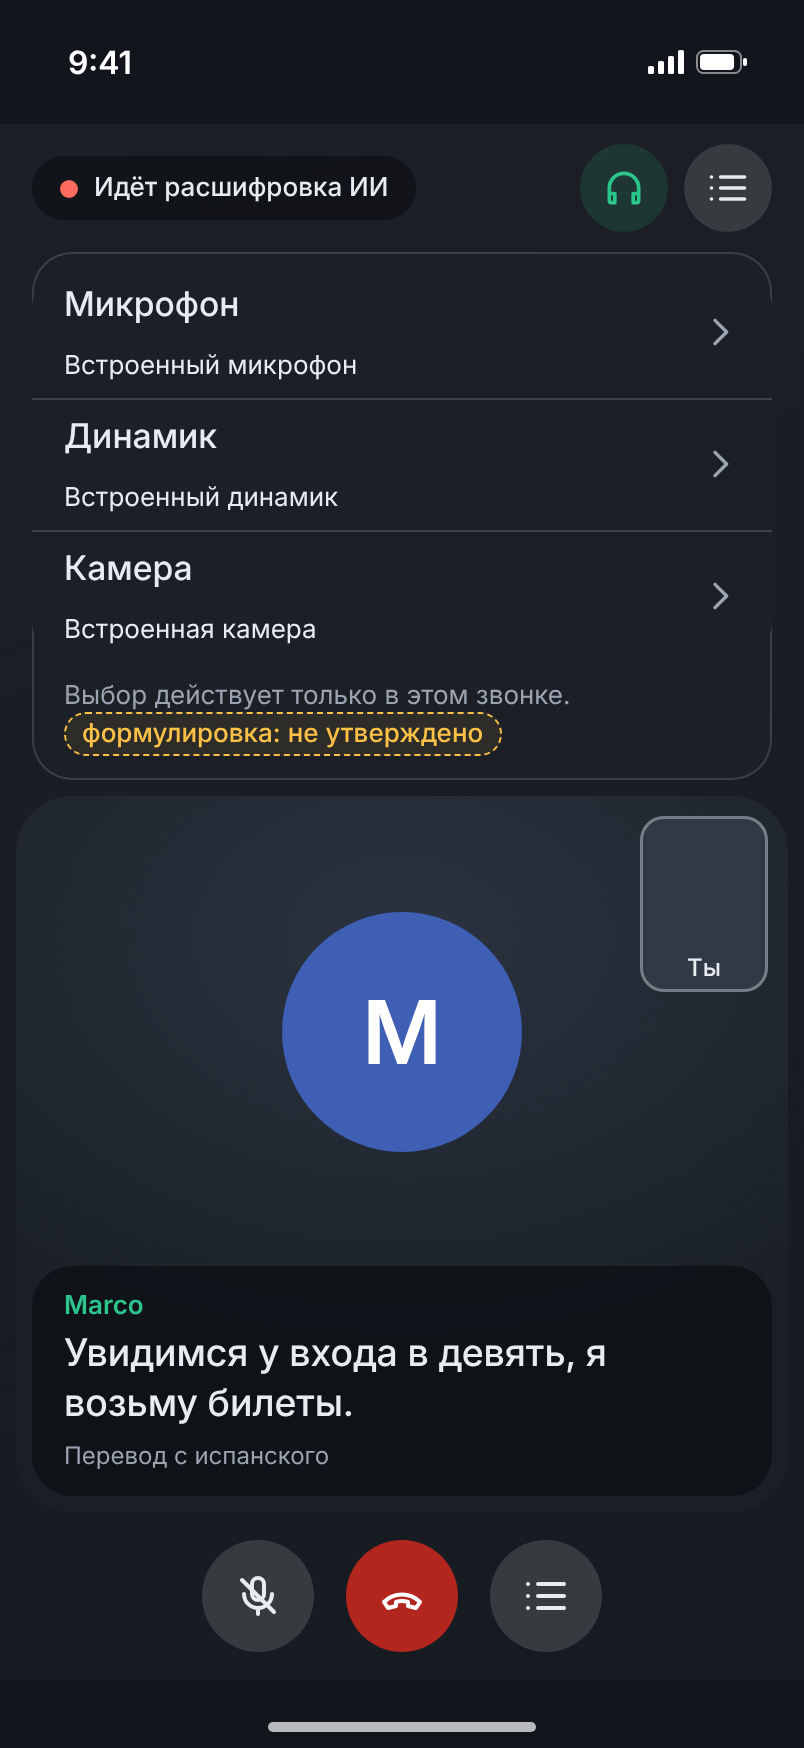 9:41
Идёт расшифровка ИИ
Микрофон
Встроенный микрофон
Динамик
Встроенный динамик
Камера
Встроенная камера
Выбор действует только в этом звонке.
формулировка: не утверждено
Ты
M
Marco
Увидимся у входа в девять, я
возьму билеты.
Перевод с испанского